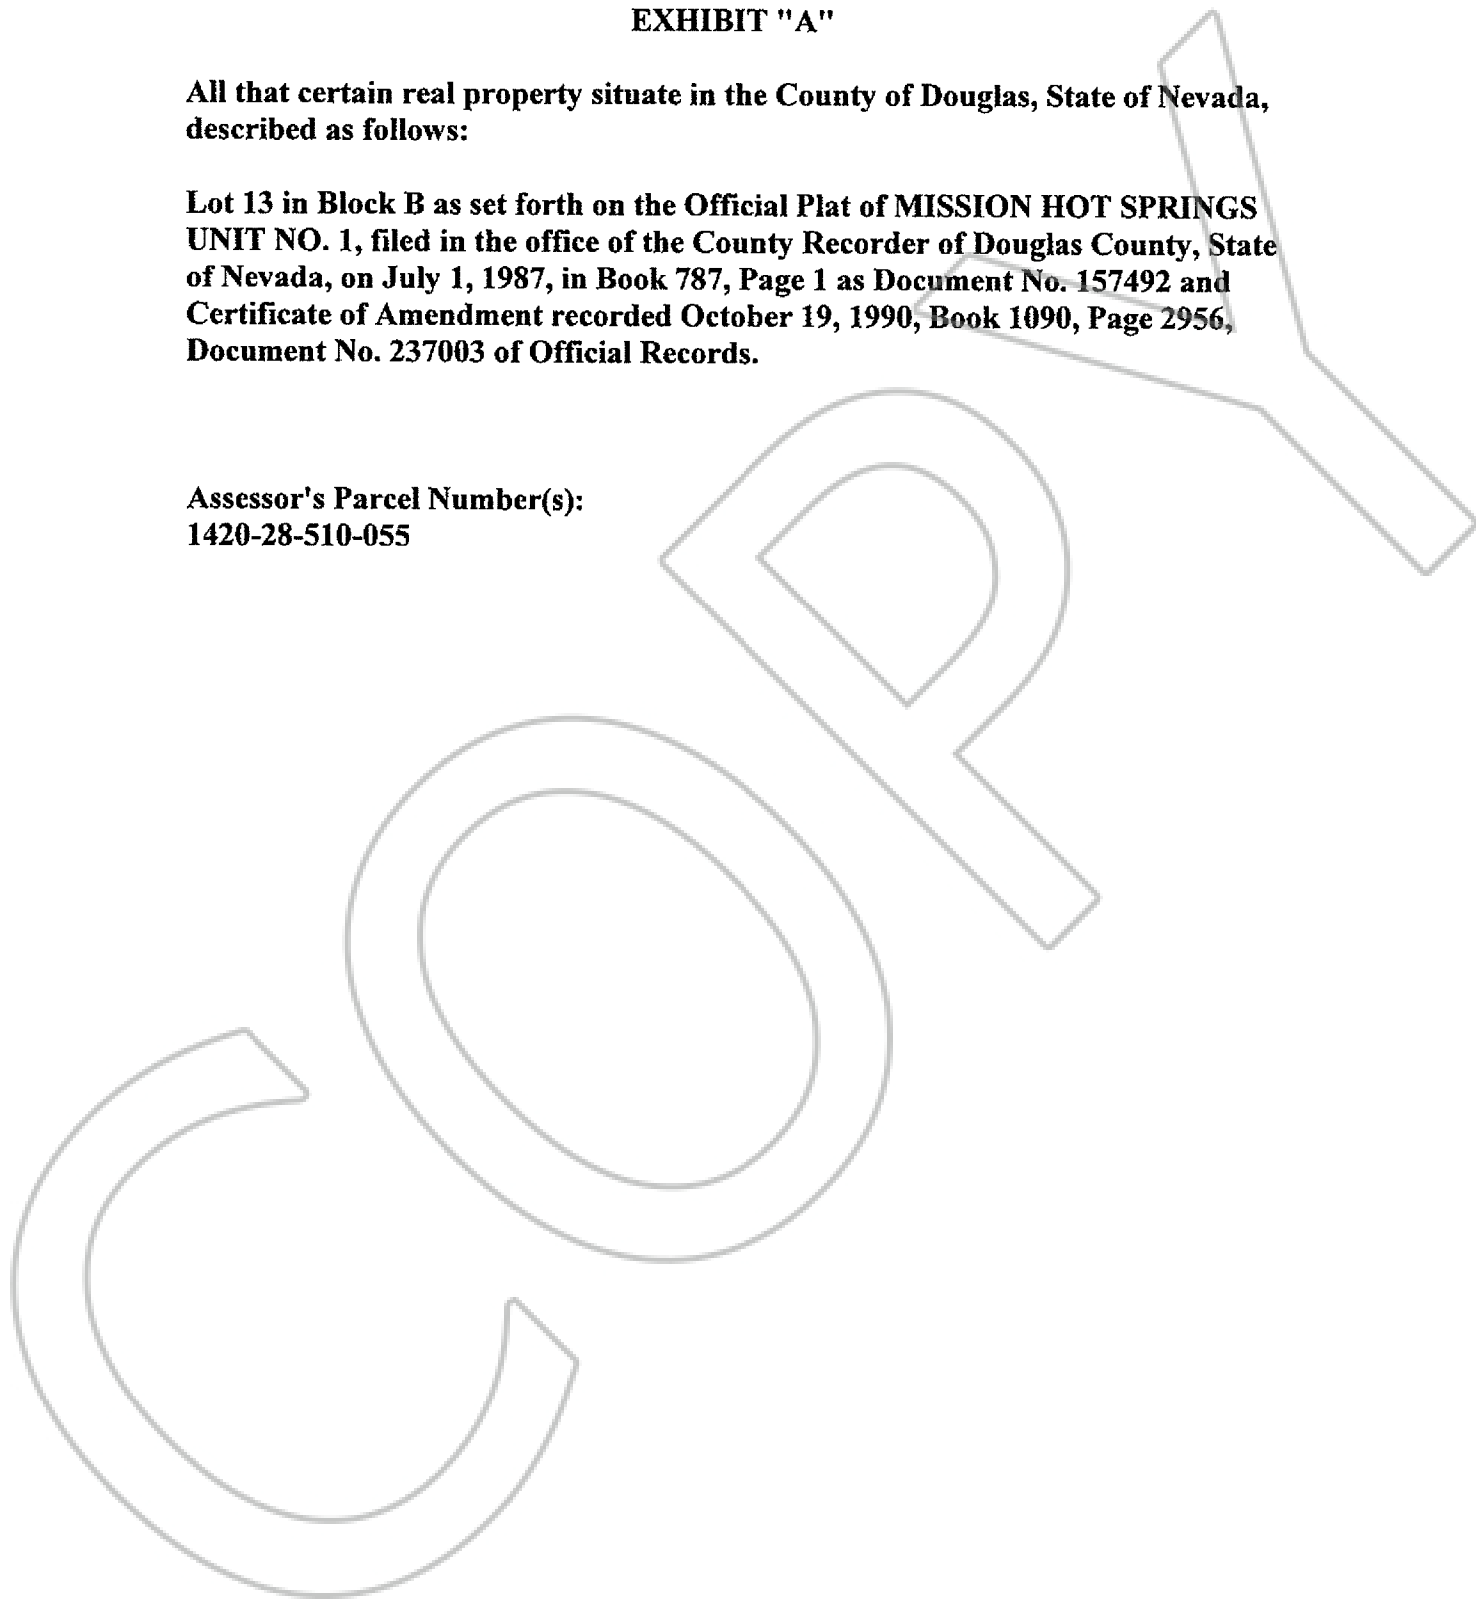 EXHIBIT "A"
All that certain real property situate in the County of Douglas, State of Nevada,
described as follows:
Lot 13 in Block B as set forth on the Official Plat of MISSION HOT SPRINGS
UNIT NO. 1, filed in the office of the County Recorder of Douglas County, State
of Nevada, on July 1, 1987, in Book 787, Page 1 as Document No. 157492 and
Certificate of Amendment recorded October 19, 1990, Book 1090, Page 2956,
Document No. 237003 of Official Records.
Assessor's Parcel Number(s):
1420-28-510-055
COPY